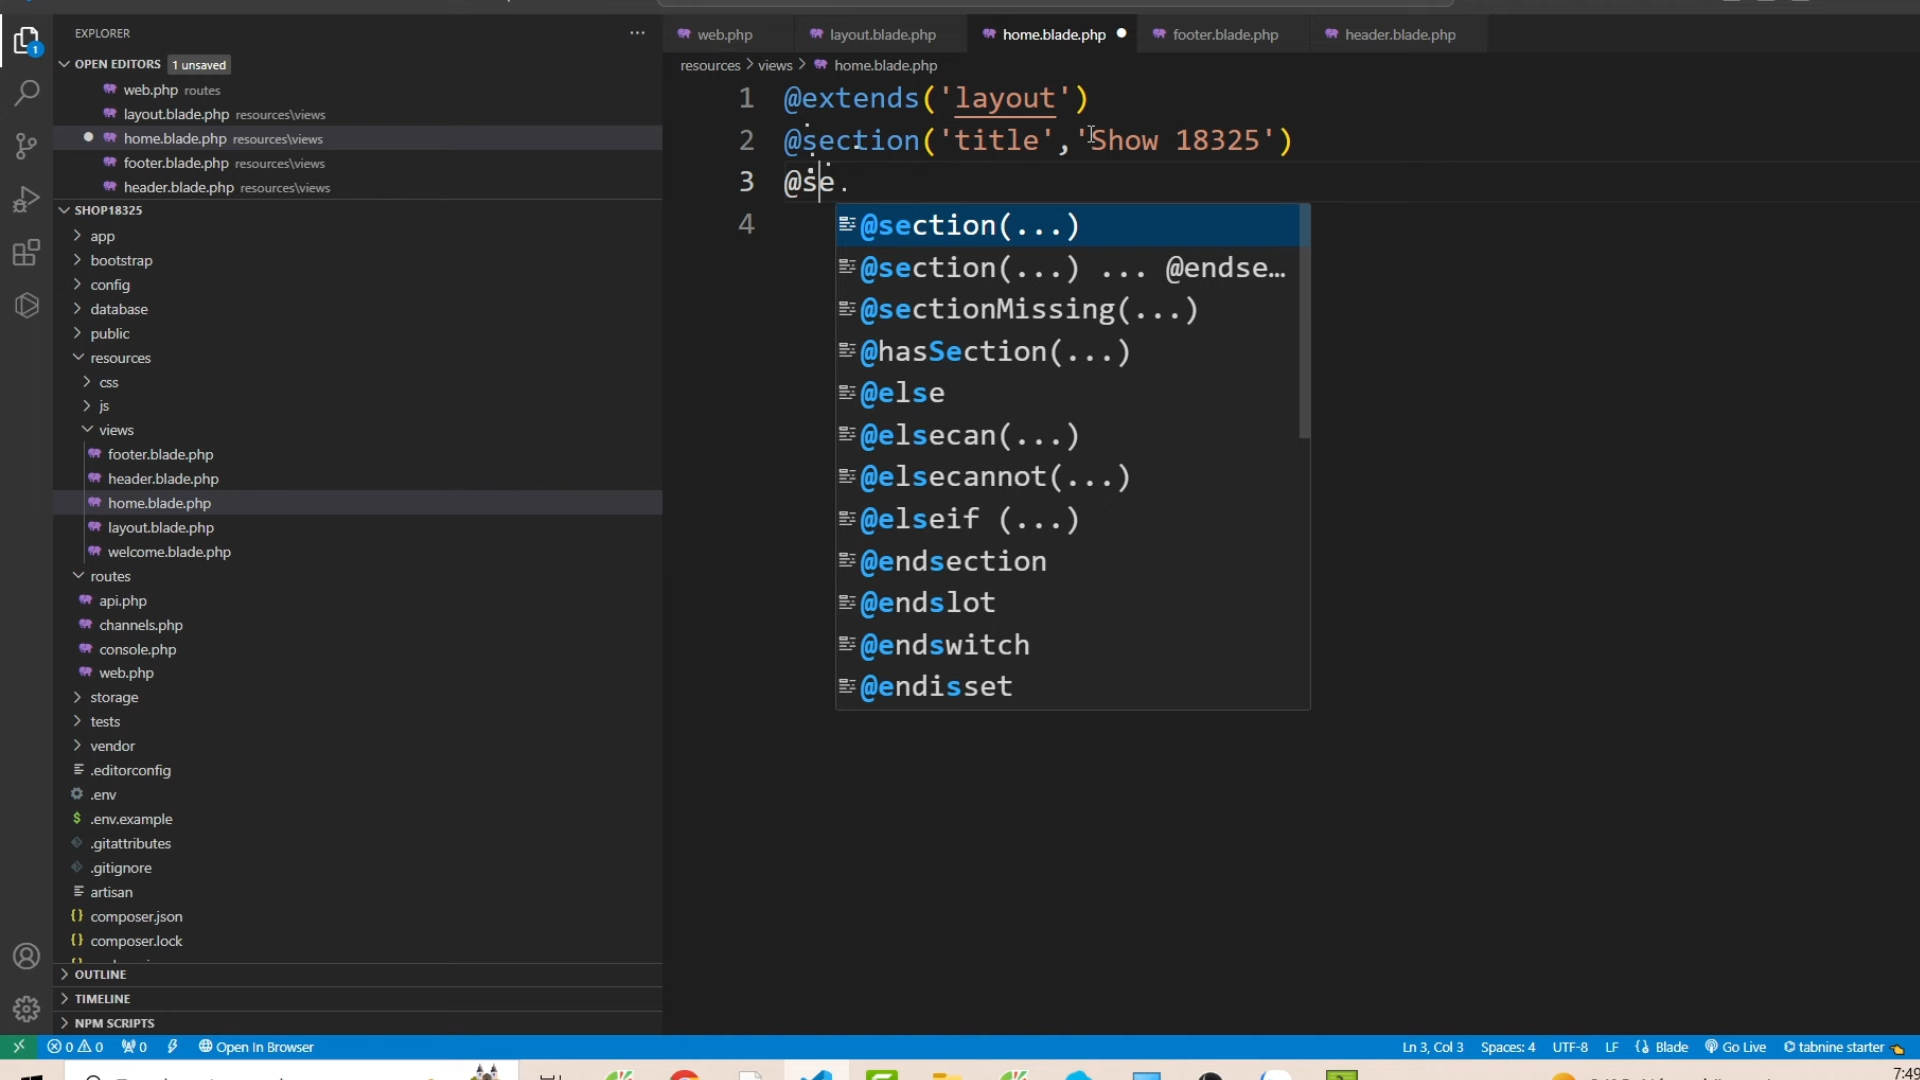 EXPLORER
OPEN EDITORS 1 unsaved
web.php routes
layout.blade.php resources\views
home.blade.php resources\views
footer.blade.php resources\views
header.blade.php resources\views
SHOP18325
app
bootstrap
config
database
public
resources
css
js
views
footer.blade.php
header.blade.php
home.blade.php
layout.blade.php
welcome.blade.php
routes
api.php
channels.php
console.php
web.php
storage
tests
vendor
.editorconfig
.env
.env.example
.gitattributes
.gitignore
artisan
composer.json
composer.lock
OUTLINE
TIMELINE
NPM SCRIPTS
web.php layout.blade.php home.blade.php footer.blade.php header.blade.php
resources > views > home.blade.php
1 @extends('layout')
2 @section('title','Show 18325')
3 @se
4
@section(...)
@section(...) ... @endse…
@sectionMissing(...)
@hasSection(...)
@else
@elsecan(...)
@elsecannot(...)
@elseif (...)
@endsection
@endslot
@endswitch
@endisset
0 0 0 Open In Browser Ln 3, Col 3 Spaces: 4 UTF-8 LF Blade Go Live tabnine starter
7:49